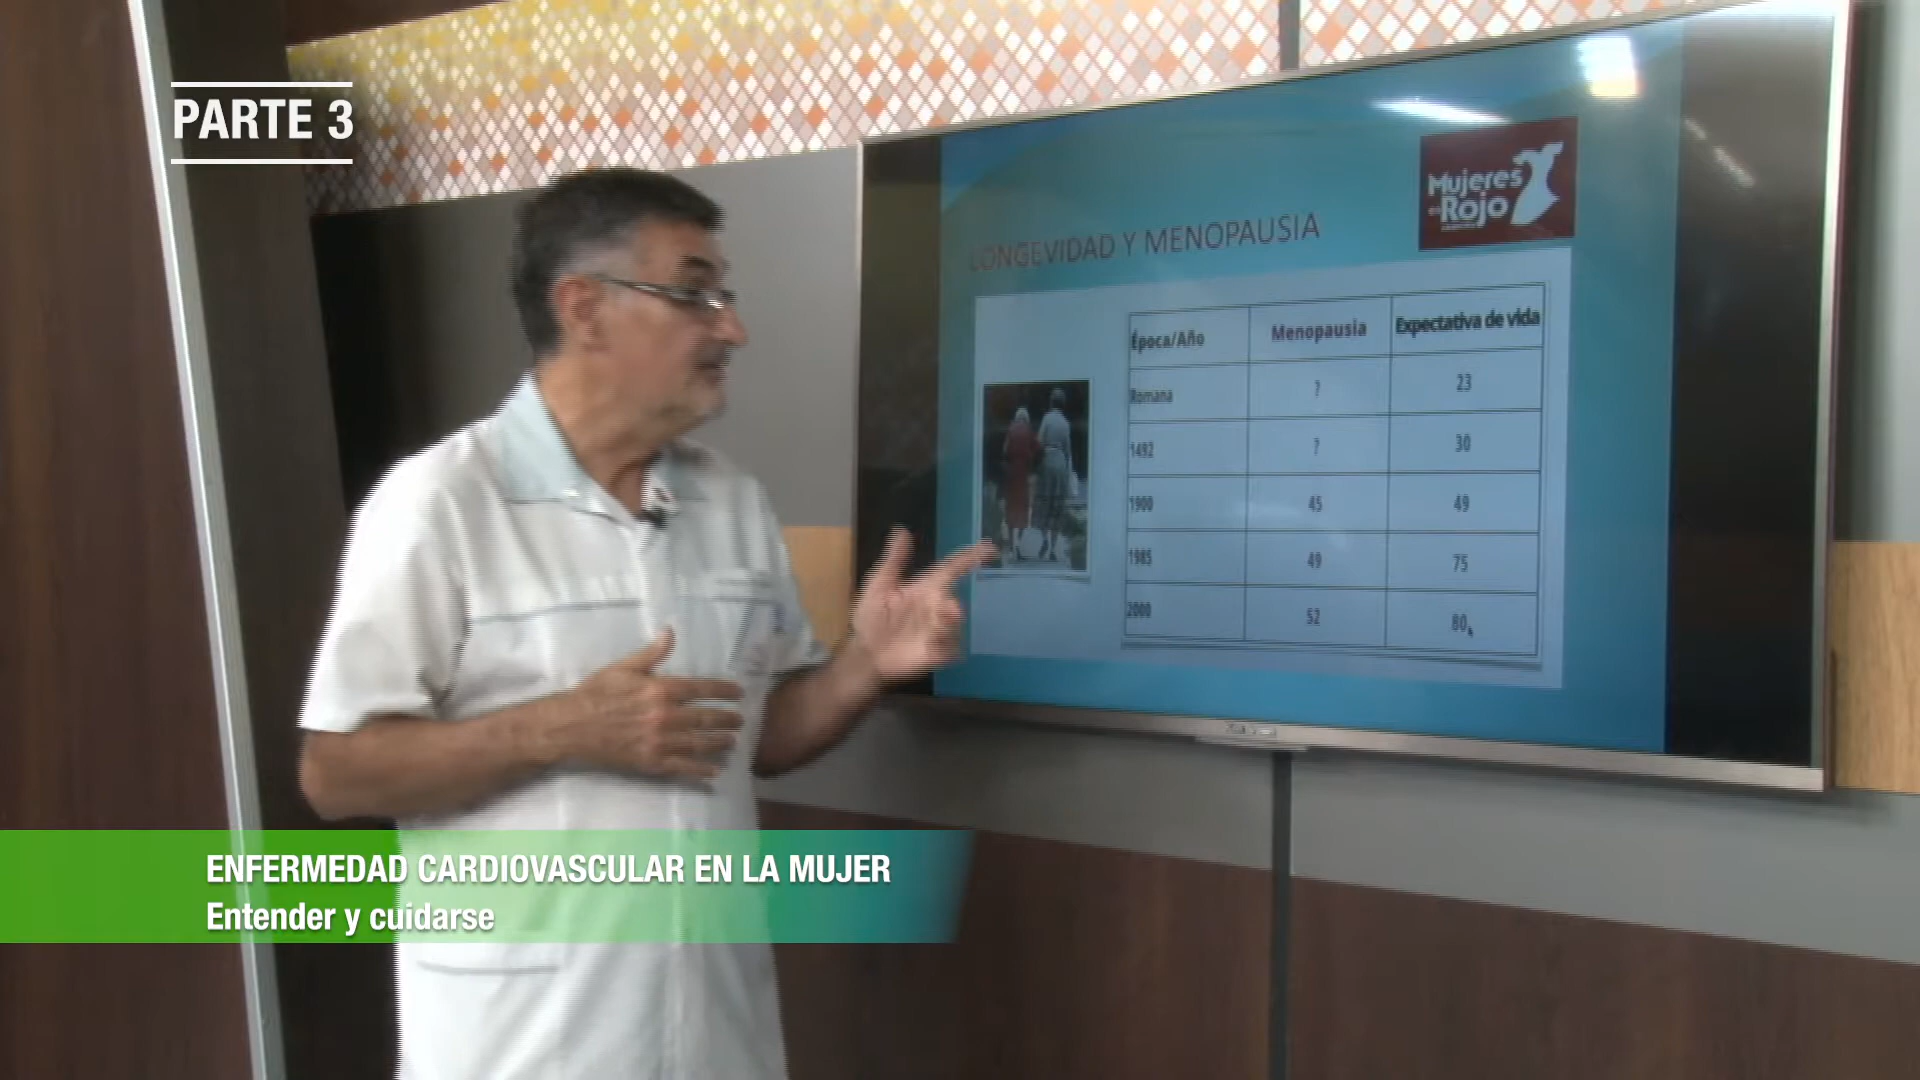 PARTE 3
Mujeres
en Rojo
LONGEVIDAD Y MENOPAUSIA
Época/Año Menopausia Expectativa de vida
Romana ? 23
1492 ? 30
1900 45 49
1985 49 75
2000 52 80
ENFERMEDAD CARDIOVASCULAR EN LA MUJER
Entender y cuidarse